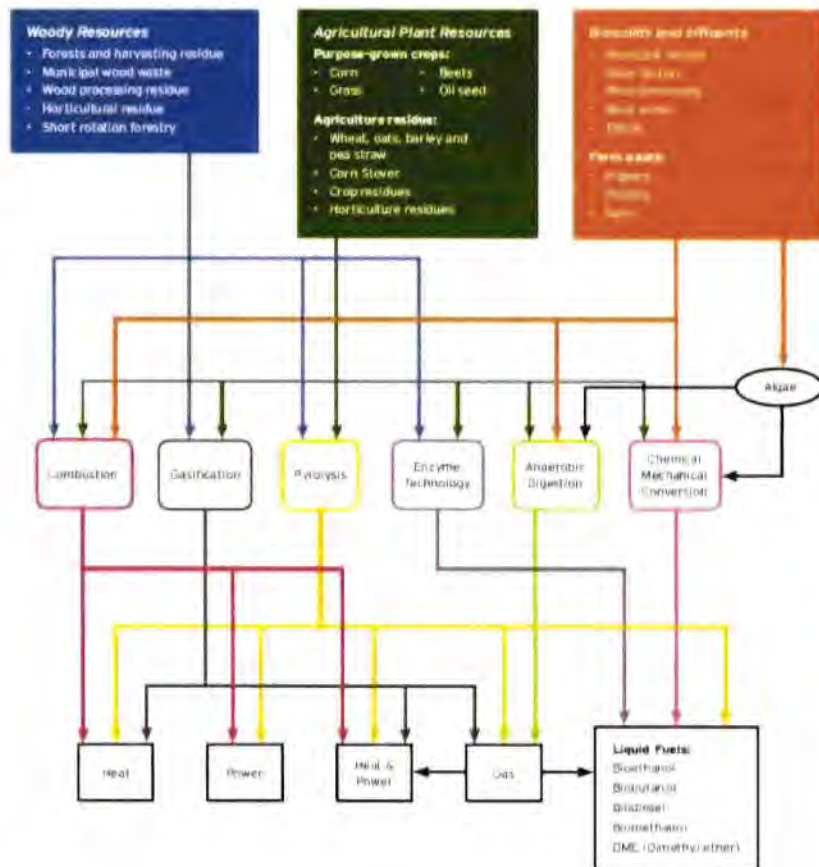 Woody Resources
• Forests and harvesting residue
• Municipal wood waste
• Wood processing residue
• Horticultural residue
• Short rotation forestry
Agricultural Plant Resources
Purpose-grown crops:
• Corn • Beets
• Grass • Oil seed
Agriculture residue:
• Wheat, oats, barley and
pea straw
• Corn Stover
• Crop residues
• Horticulture residues
Biosolids and Effluents
Farm waste:
Algae
Combustion
Gasification
Pyrolysis
Enzyme
Technology
Anaerobic
Digestion
Chemical
Mechanical
Conversion
Heat
Power
Heat &
Power
Gas
Liquid Fuels:
Bioethanol
Biobutanol
Biodiesel
Biomethanol
DME (Dimethyl ether)